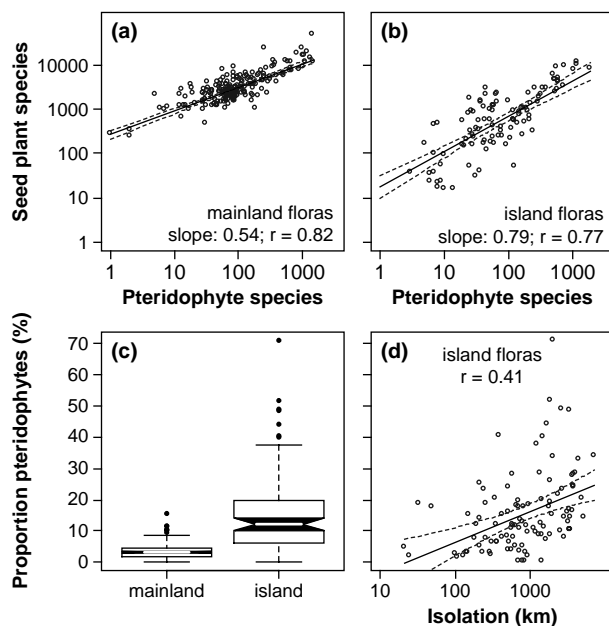 (a)
(b)
Seed plant species
10000
1000
100
10
1
mainland floras
slope: 0.54; r = 0.82
island floras
slope: 0.79; r = 0.77
1 10 100 1000
1 10 100 1000
Pteridophyte species
Pteridophyte species
(c)
(d)
Proportion pteridophytes (%)
70
60
50
40
30
20
10
0
island floras
r = 0.41
mainland island
10 100 1000
Isolation (km)